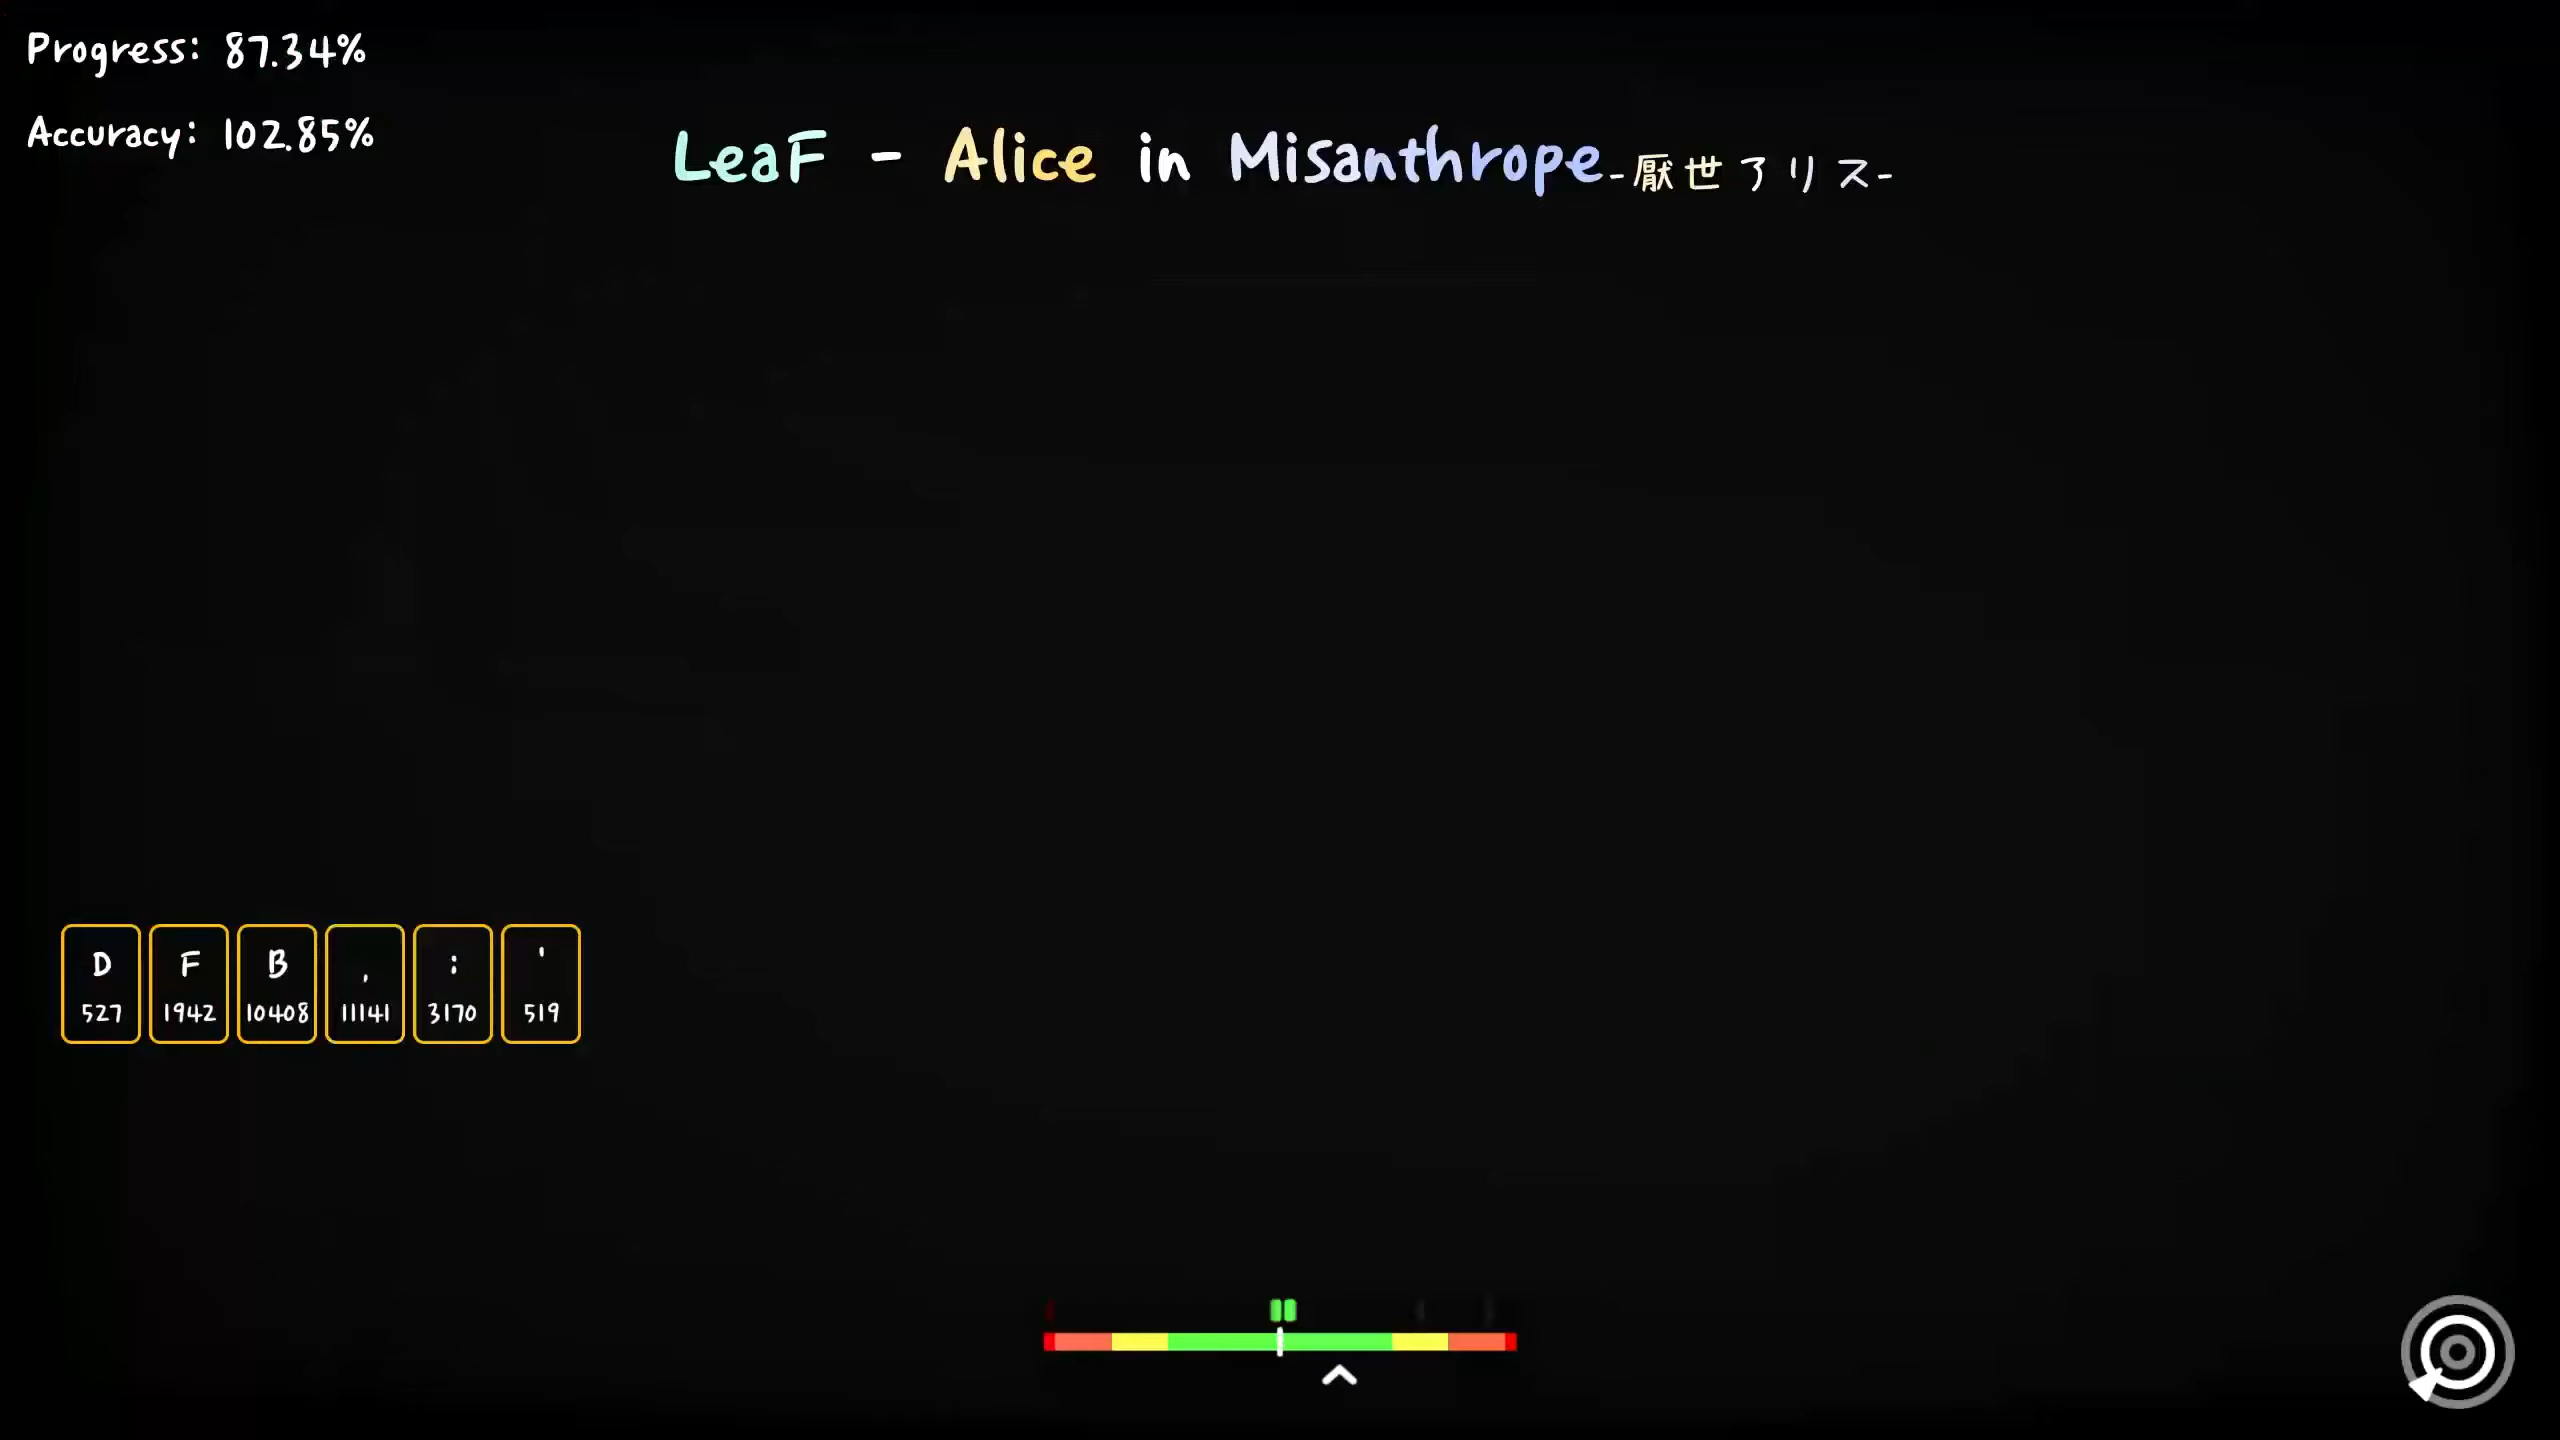 Progress: 87.34%
Accuracy: 102.85%
LeaF - Alice in Misanthrope -厭世アリス-
D F B , : '
527 1942 10408 11141 3170 519